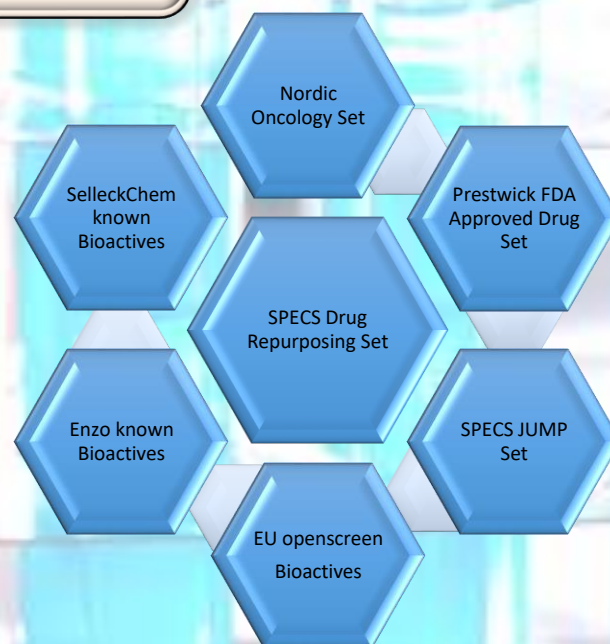 Nordic
Oncology Set
SelleckChem
known
Bioactives
Prestwick FDA
Approved Drug
Set
SPECS Drug
Repurposing Set
Enzo known
Bioactives
SPECS JUMP
Set
EU openscreen
Bioactives